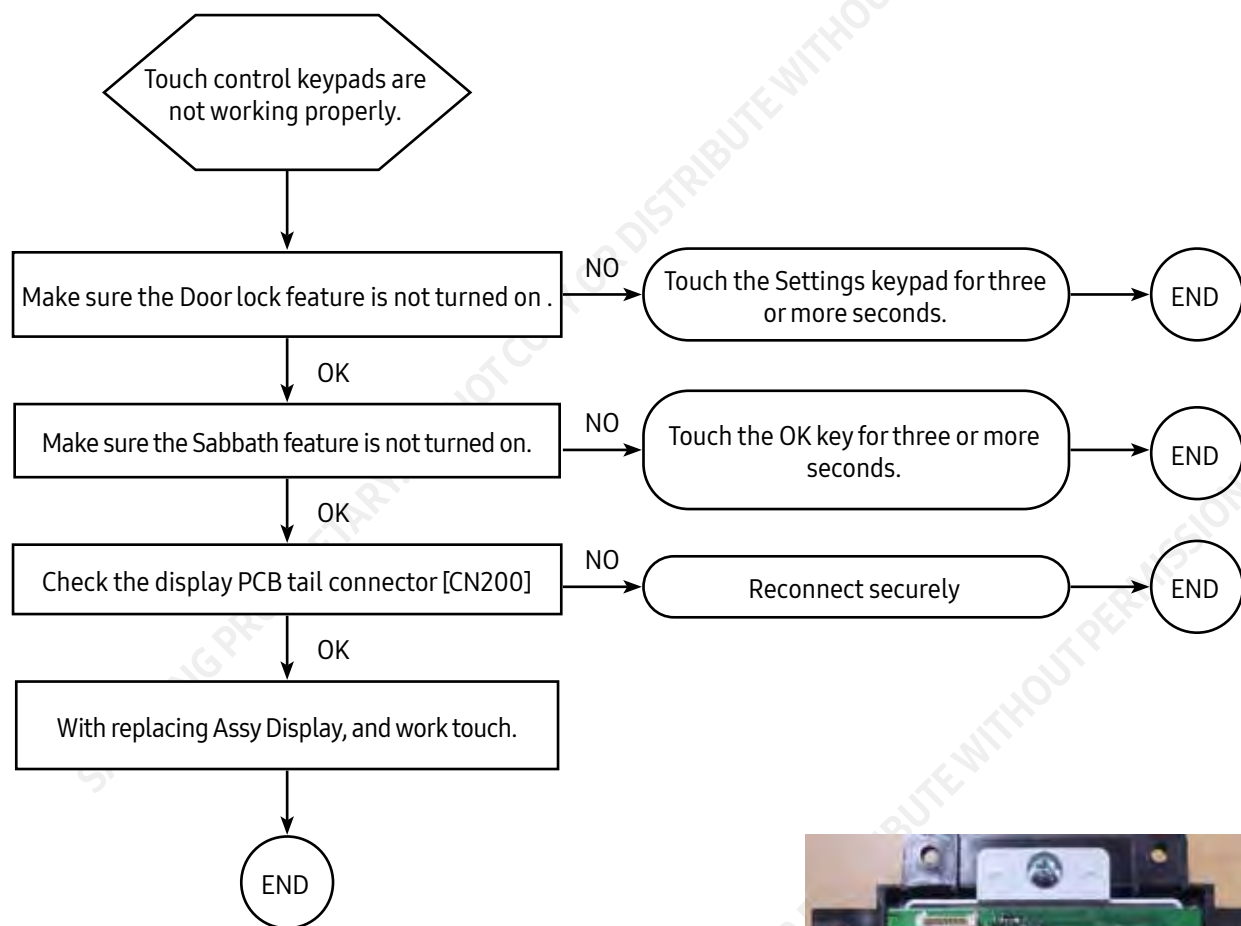 Touch control keypads are
not working properly.
Make sure the Door lock feature is not turned on .
NO
Touch the Settings keypad for three
or more seconds.
END
OK
Make sure the Sabbath feature is not turned on.
NO
Touch the OK key for three or more
seconds.
END
OK
Check the display PCB tail connector [CN200]
NO
Reconnect securely
END
OK
With replacing Assy Display, and work touch.
END